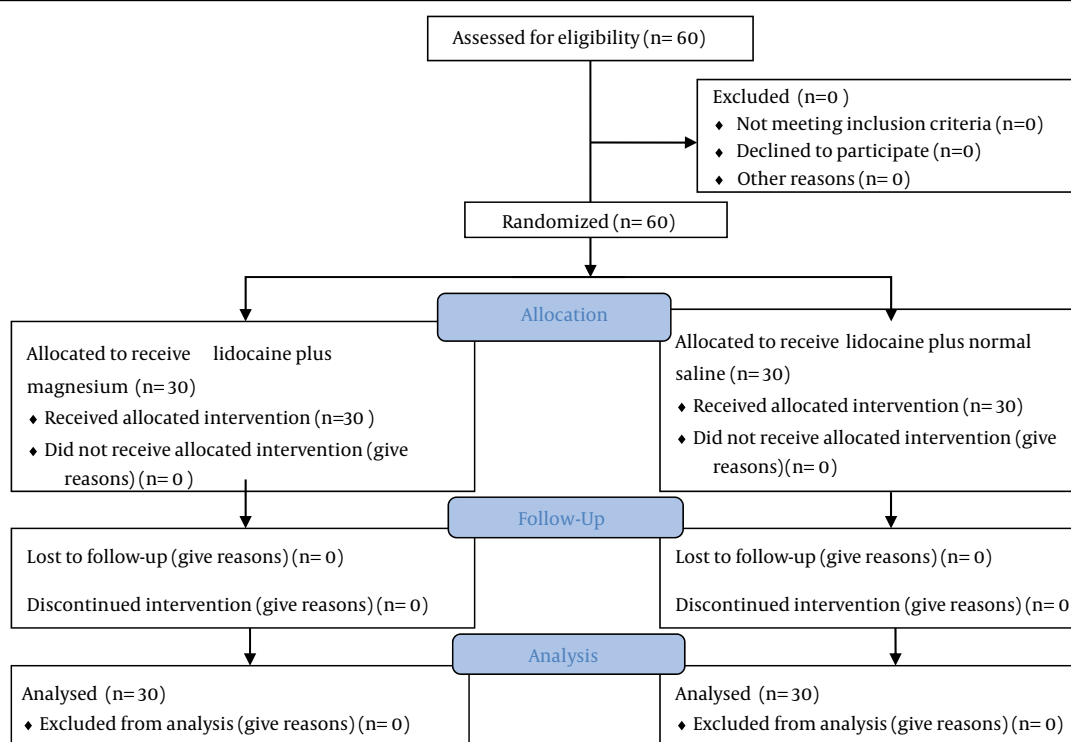 Assessed for eligibility (n= 60)
Excluded (n=0 )
♦ Not meeting inclusion criteria (n=0)
♦ Declined to participate (n=0)
♦ Other reasons (n= 0)
Randomized (n= 60)
Allocation
Allocated to receive lidocaine plus
magnesium (n= 30)
♦ Received allocated intervention (n=30 )
♦ Did not receive allocated intervention (give
reasons) (n= 0 )
Allocated to receive lidocaine plus normal
saline (n= 30)
♦ Received allocated intervention (n= 30)
♦ Did not receive allocated intervention (give
reasons)(n= 0)
Follow-Up
Lost to follow-up (give reasons) (n= 0)
Discontinued intervention (give reasons) (n= 0)
Lost to follow-up (give reasons) (n= 0)
Discontinued intervention (give reasons) (n= 0
Analysis
Analysed (n= 30)
♦ Excluded from analysis (give reasons) (n= 0)
Analysed (n= 30)
♦ Excluded from analysis (give reasons) (n= 0)